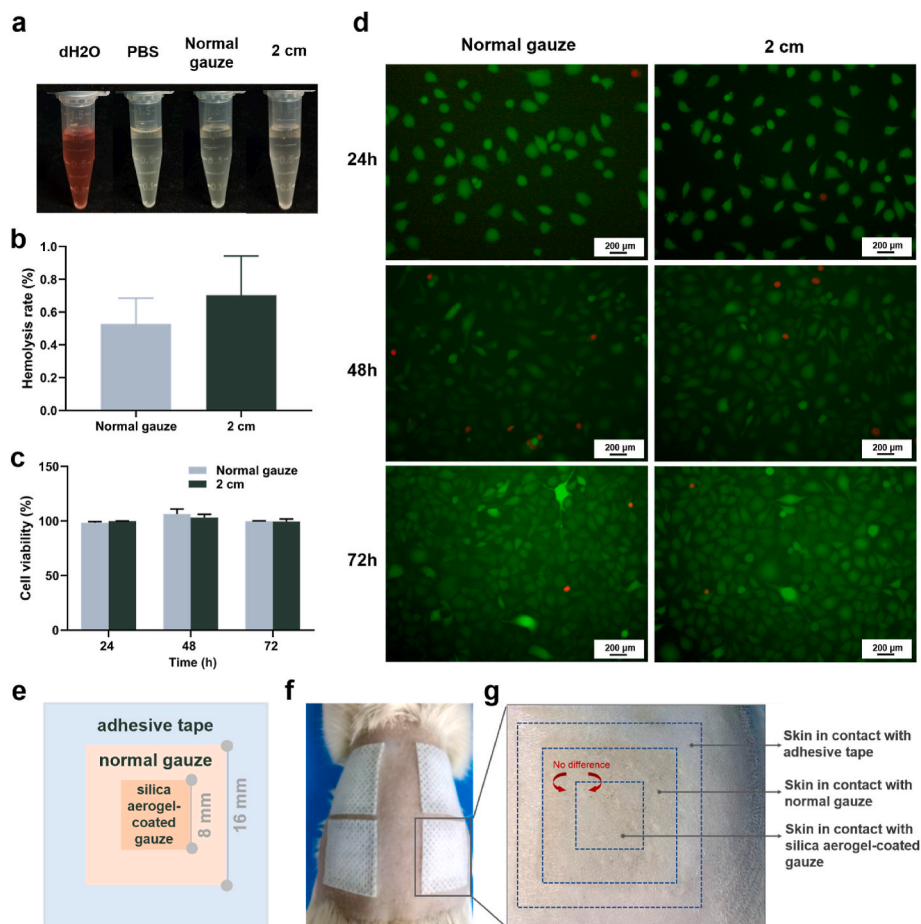 a
dH2O
PBS
Normal
gauze
2 cm
b
Hemolysis rate (%)
1.0
0.8
0.6
0.4
0.2
0.0
Normal gauze
2 cm
c
Cell viability (%)
150
100
50
0
Normal gauze
2 cm
24
48
72
Time (h)
d
Normal gauze
2 cm
24h
200 μm
200 μm
48h
200 μm
200 μm
72h
200 μm
200 μm
e
adhesive tape
normal gauze
silica
aerogel-
coated
gauze
8 mm
16 mm
f
g
No difference
Skin in contact with
adhesive tape
Skin in contact with
normal gauze
Skin in contact with
silica aerogel-coated
gauze